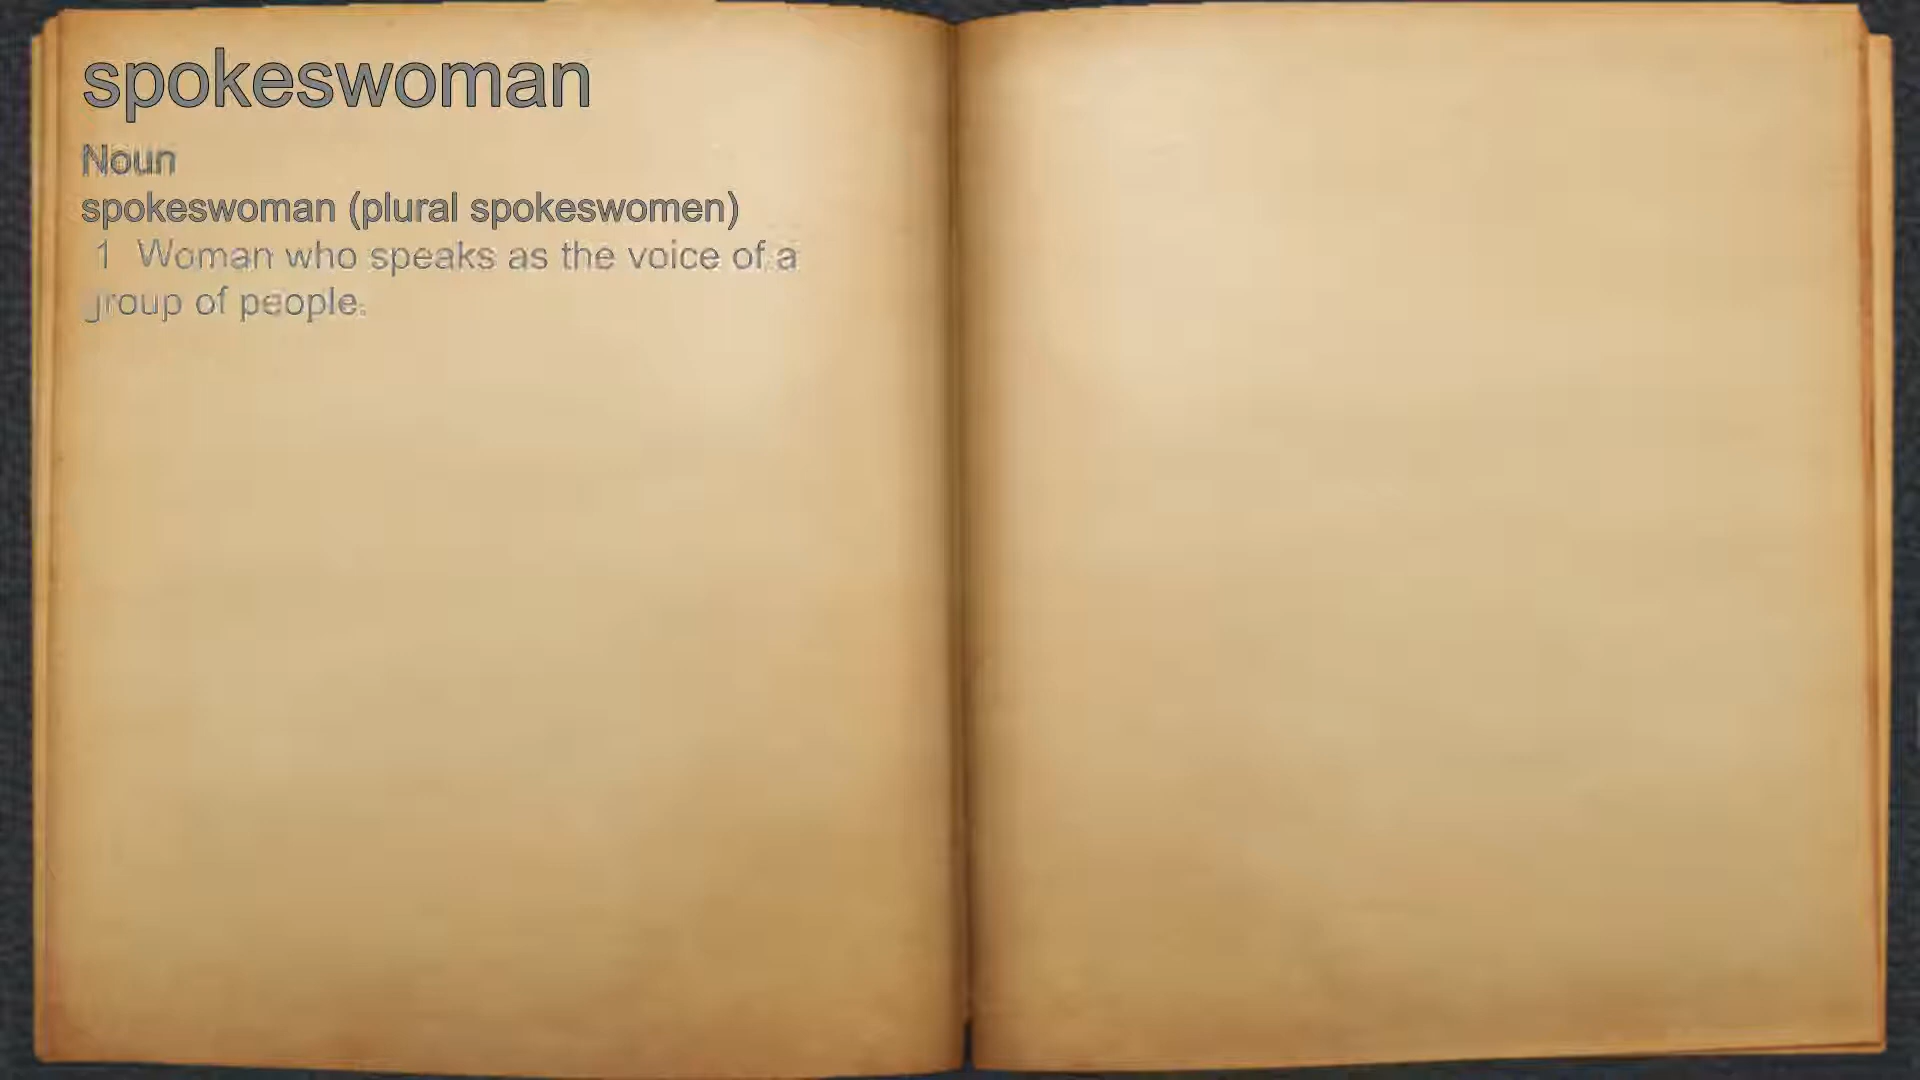 spokeswoman
Noun
spokeswoman (plural spokeswomen)
1 Woman who speaks as the voice of a
group of people.